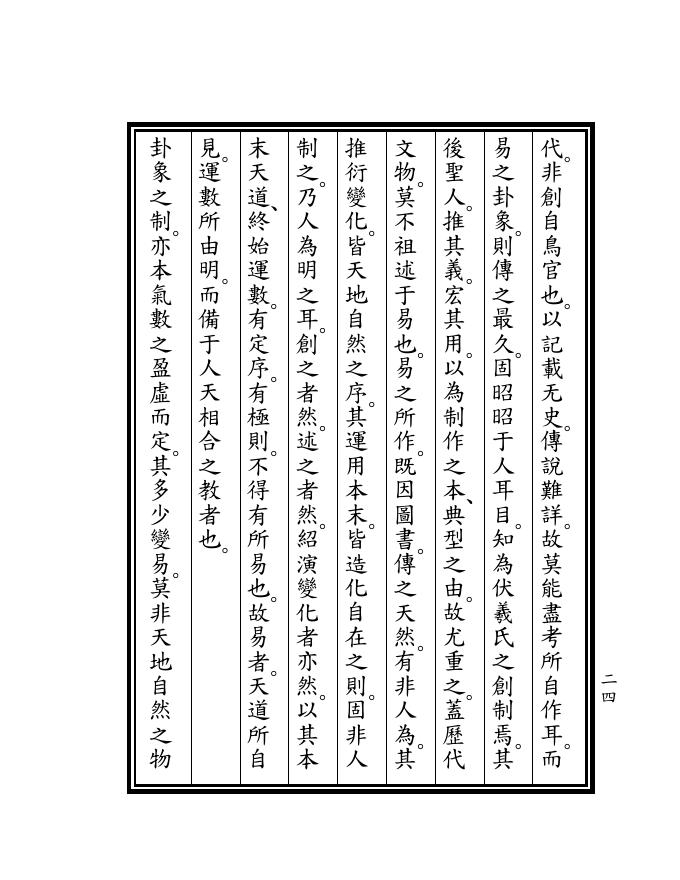 代。非創自鳥官也。以記載无史。傳說難詳。故莫能盡考所自作耳。而
易之卦象。則傳之最久。固昭昭于人耳目。知為伏羲氏之創制焉。其
後聖人。推其義。宏其用。以為制作之本、典型之由。故尤重之。蓋歷代
文物。莫不祖述于易也。易之所作。既因圖書。傳之天然。有非人為。其
推衍變化。皆天地自然之序。其運用本末。皆造化自在之則。固非人
制之。乃人為明之耳。創之者然。述之者然。紹演變化者亦然。以其本
末天道、終始運數。有定序。有極則。不得有所易也。故易者。天道所自
見。運數所由明。而備于人天相合之教者也。
卦象之制。亦本氣數之盈虛而定。其多少變易。莫非天地自然之物
二四